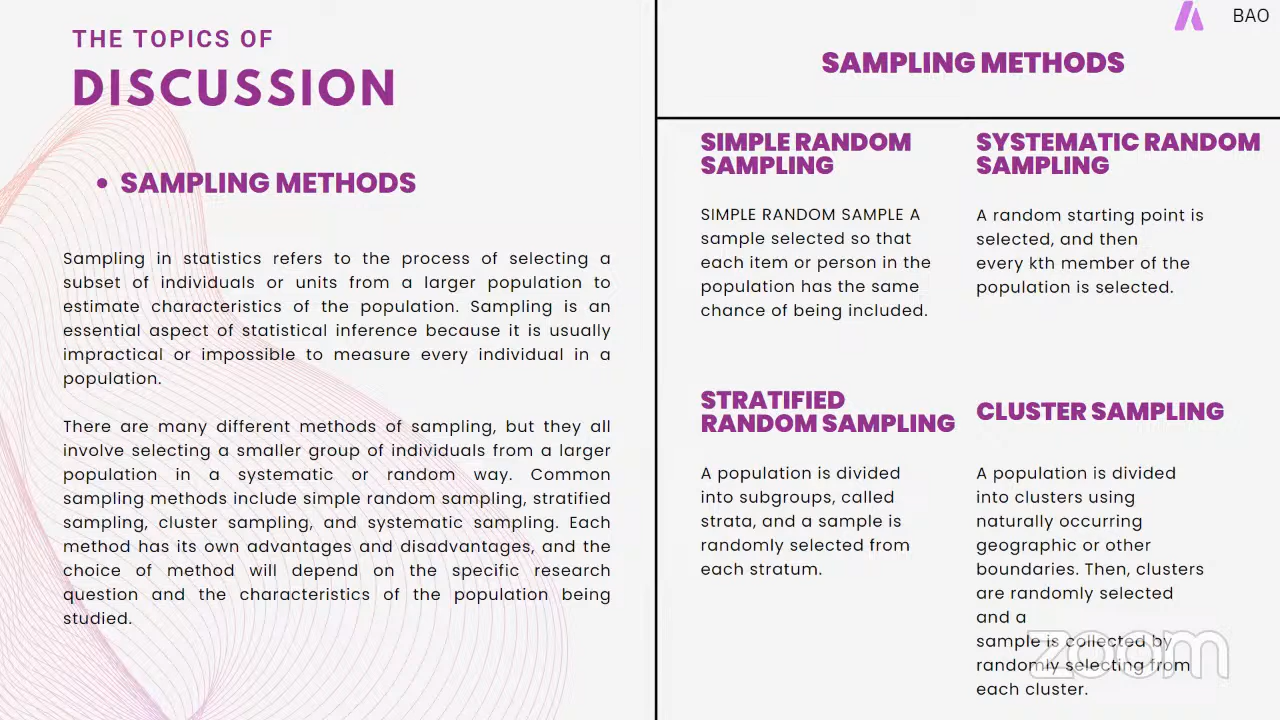 THE TOPICS OF
DISCUSSION
• SAMPLING METHODS
Sampling in statistics refers to the process of selecting a
subset of individuals or units from a larger population to
estimate characteristics of the population. Sampling is an
essential aspect of statistical inference because it is usually
impractical or impossible to measure every individual in a
population.
There are many different methods of sampling, but they all
involve selecting a smaller group of individuals from a larger
population in a systematic or random way. Common
sampling methods include simple random sampling, stratified
sampling, cluster sampling, and systematic sampling. Each
method has its own advantages and disadvantages, and the
choice of method will depend on the specific research
question and the characteristics of the population being
studied.
BAO
SAMPLING METHODS
SIMPLE RANDOM
SAMPLING
SIMPLE RANDOM SAMPLE A
sample selected so that
each item or person in the
population has the same
chance of being included.
SYSTEMATIC RANDOM
SAMPLING
A random starting point is
selected, and then
every kth member of the
population is selected.
STRATIFIED
RANDOM SAMPLING
A population is divided
into subgroups, called
strata, and a sample is
randomly selected from
each stratum.
CLUSTER SAMPLING
A population is divided
into clusters using
naturally occurring
geographic or other
boundaries. Then, clusters
are randomly selected
and a
sample is collected by
randomly selecting from
each cluster.
zoom